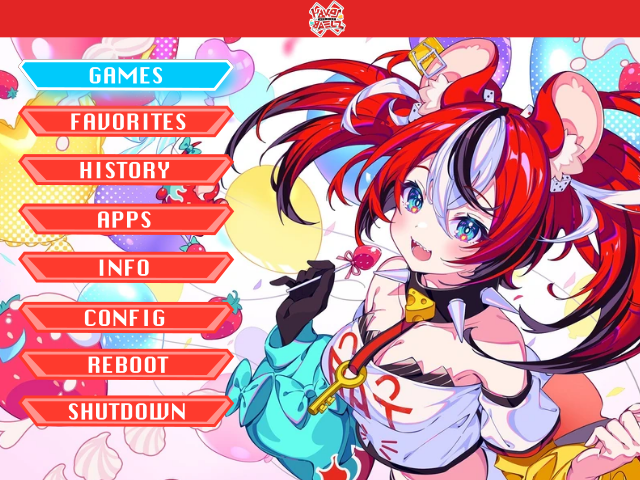 GAMES
FAVORITES
HISTORY
APPS
INFO
CONFIG
REBOOT
SHUTDOWN